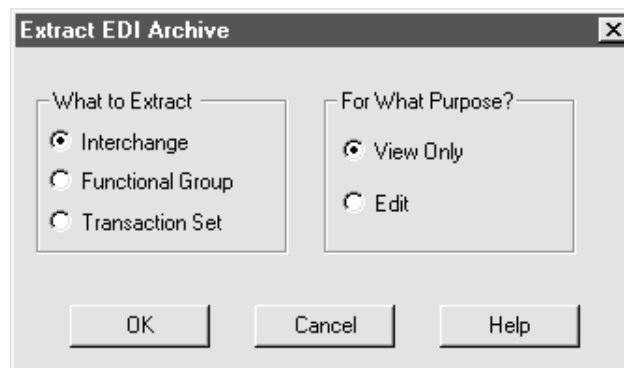 Extract EDI Archive
What to Extract
Interchange
Functional Group
Transaction Set
For What Purpose?
View Only
Edit
OK
Cancel
Help